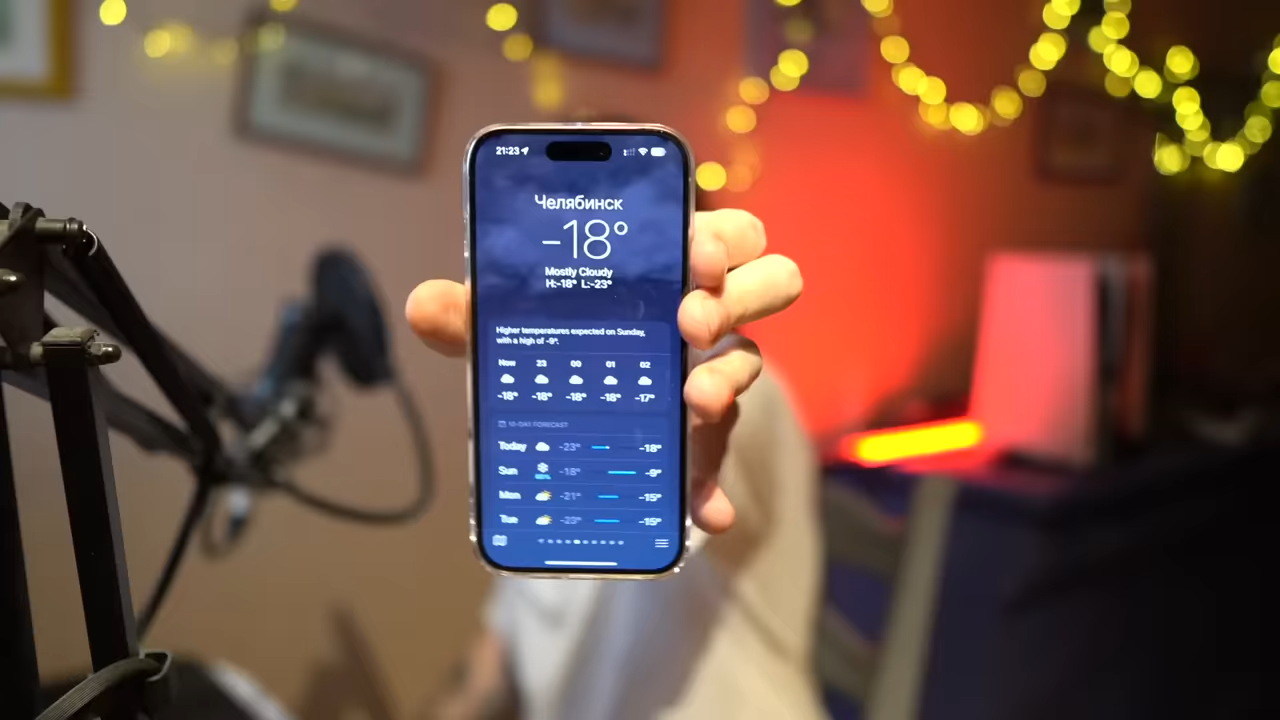 21:23
Челябинск
-18°
Mostly Cloudy
H:-18° L:-23°
Higher temperatures expected on Sunday,
with a high of -9°.
Now 23 00 01 02
-18° -18° -18° -18° -17°
10-DAY FORECAST
Today -23° -18°
Sun -18° -9°
Mon -21° -15°
Tue -23° -15°